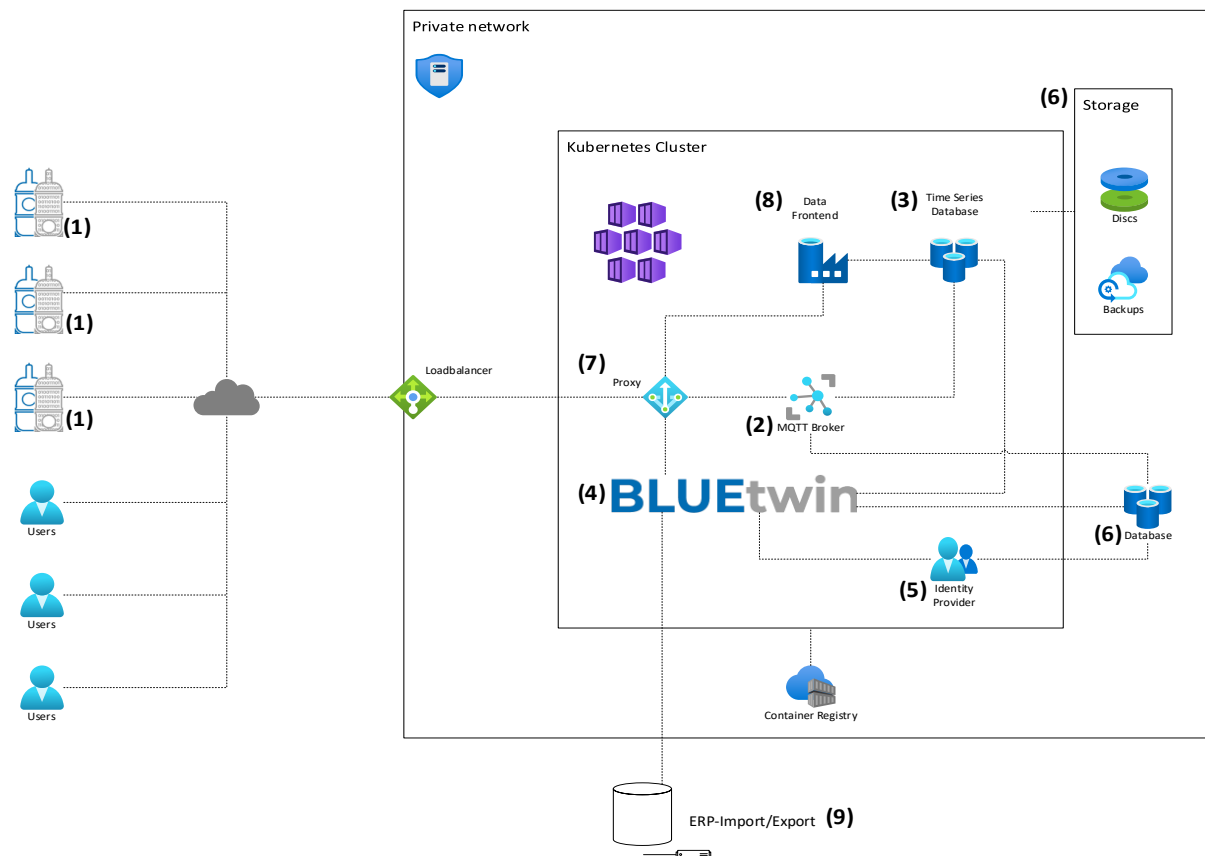 Private network
(6)
Storage
Kubernetes Cluster
(8)
Data
Frontend
(3)
Time Series
Database
Discs
Backups
(1)
(1)
(1)
Loadbalancer
(7)
Proxy
(2)
MQTT Broker
(4)
BLUEtwin
(6)
Database
(5)
Identity
Provider
Users
Users
Users
Container Registry
ERP-Import/Export
(9)